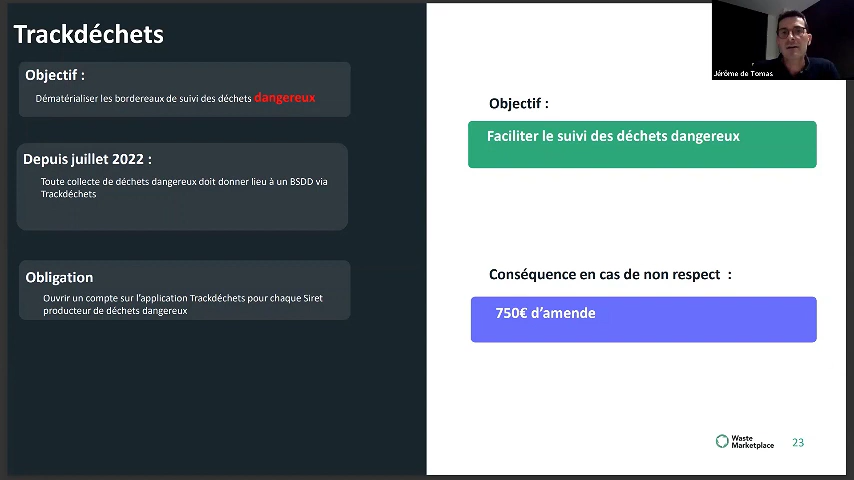 Trackdéchets
Objectif :
Dématérialiser les bordereaux de suivi des déchets dangereux
Depuis juillet 2022 :
Toute collecte de déchets dangereux doit donner lieu à un BSDD via
Trackdéchets
Obligation
Ouvrir un compte sur l'application Trackdéchets pour chaque Siret
producteur de déchets dangereux
Jérôme de Tomas
Objectif :
Faciliter le suivi des déchets dangereux
Conséquence en cas de non respect :
750€ d'amende
Waste
Marketplace
23